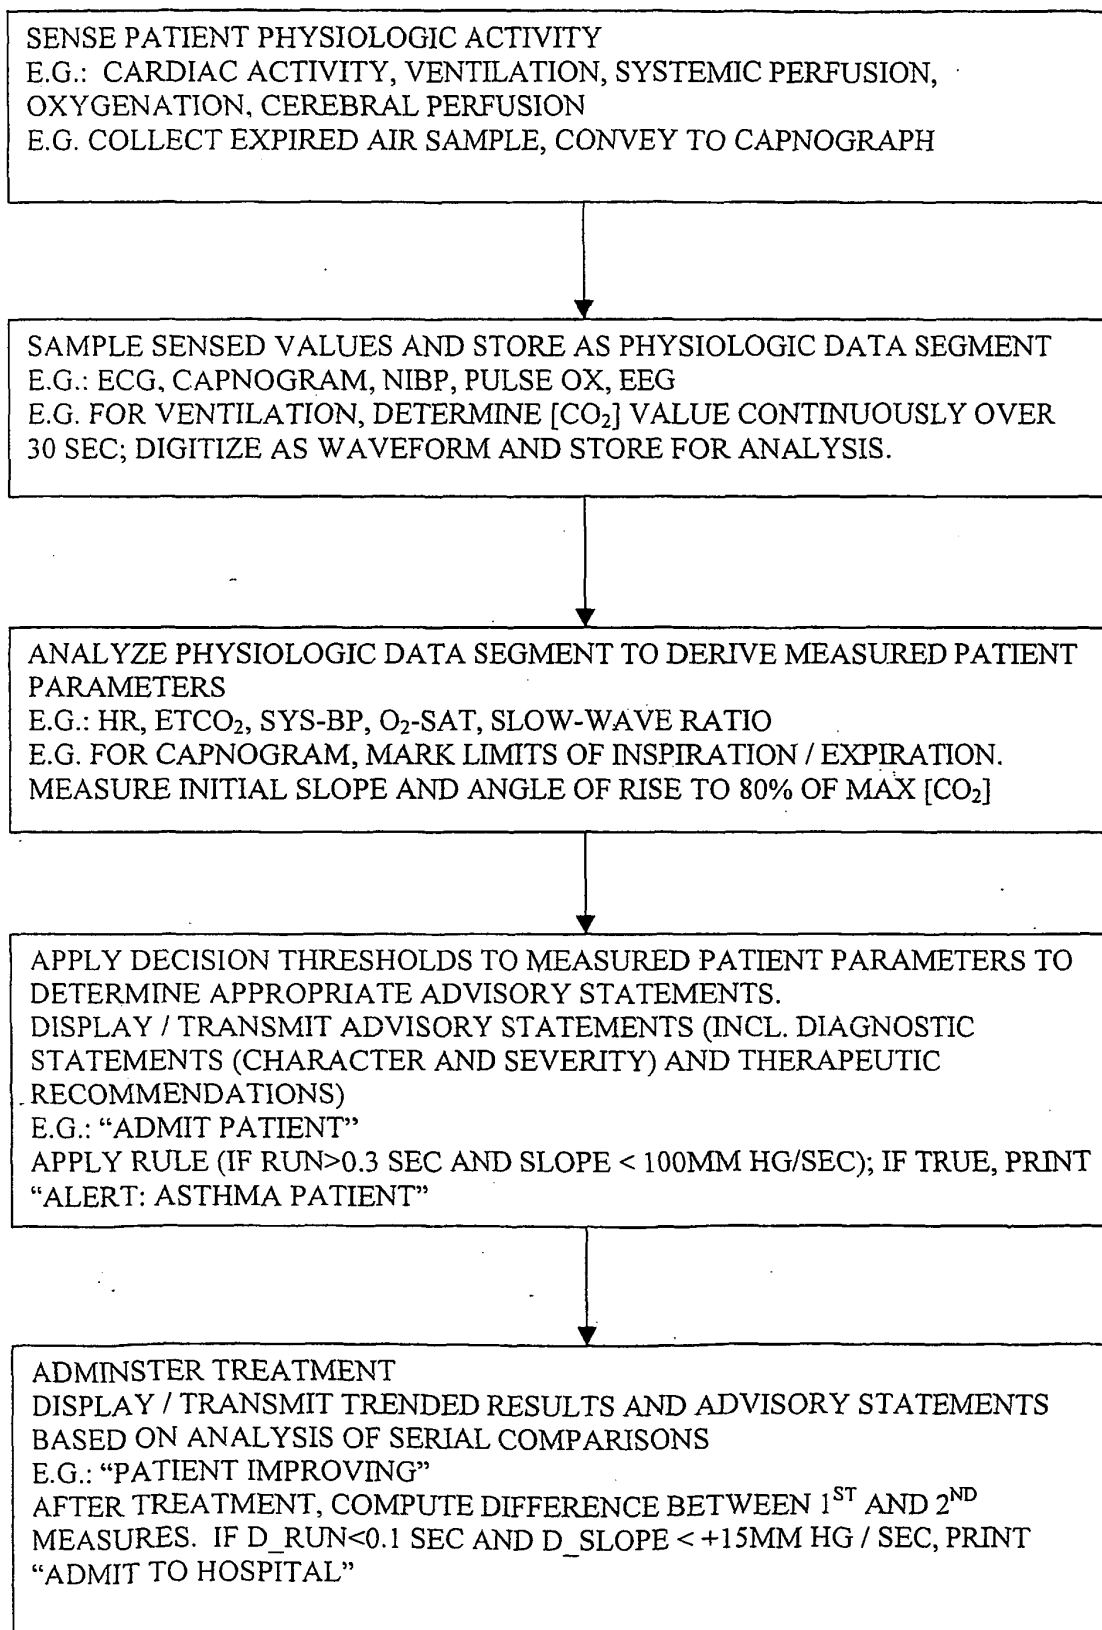 SENSE PATIENT PHYSIOLOGIC ACTIVITY
E.G.: CARDIAC ACTIVITY, VENTILATION, SYSTEMIC PERFUSION,
OXYGENATION, CEREBRAL PERFUSION
E.G. COLLECT EXPIRED AIR SAMPLE, CONVEY TO CAPNOGRAPH
SAMPLE SENSED VALUES AND STORE AS PHYSIOLOGIC DATA SEGMENT
E.G.: ECG, CAPNOGRAM, NIBP, PULSE OX, EEG
E.G. FOR VENTILATION, DETERMINE [CO₂] VALUE CONTINUOUSLY OVER
30 SEC; DIGITIZE AS WAVEFORM AND STORE FOR ANALYSIS.
ANALYZE PHYSIOLOGIC DATA SEGMENT TO DERIVE MEASURED PATIENT
PARAMETERS
E.G.: HR, ETCO₂, SYS-BP, O₂-SAT, SLOW-WAVE RATIO
E.G. FOR CAPNOGRAM, MARK LIMITS OF INSPIRATION / EXPIRATION.
MEASURE INITIAL SLOPE AND ANGLE OF RISE TO 80% OF MAX [CO₂]
APPLY DECISION THRESHOLDS TO MEASURED PATIENT PARAMETERS TO
DETERMINE APPROPRIATE ADVISORY STATEMENTS.
DISPLAY / TRANSMIT ADVISORY STATEMENTS (INCL. DIAGNOSTIC
STATEMENTS (CHARACTER AND SEVERITY) AND THERAPEUTIC
RECOMMENDATIONS)
E.G.: “ADMIT PATIENT”
APPLY RULE (IF RUN>0.3 SEC AND SLOPE < 100MM HG/SEC); IF TRUE, PRINT
“ALERT: ASTHMA PATIENT”
ADMINSTER TREATMENT
DISPLAY / TRANSMIT TRENDED RESULTS AND ADVISORY STATEMENTS
BASED ON ANALYSIS OF SERIAL COMPARISONS
E.G.: “PATIENT IMPROVING”
AFTER TREATMENT, COMPUTE DIFFERENCE BETWEEN 1ST AND 2ND
MEASURES. IF D_RUN<0.1 SEC AND D_SLOPE < +15MM HG / SEC, PRINT
“ADMIT TO HOSPITAL”